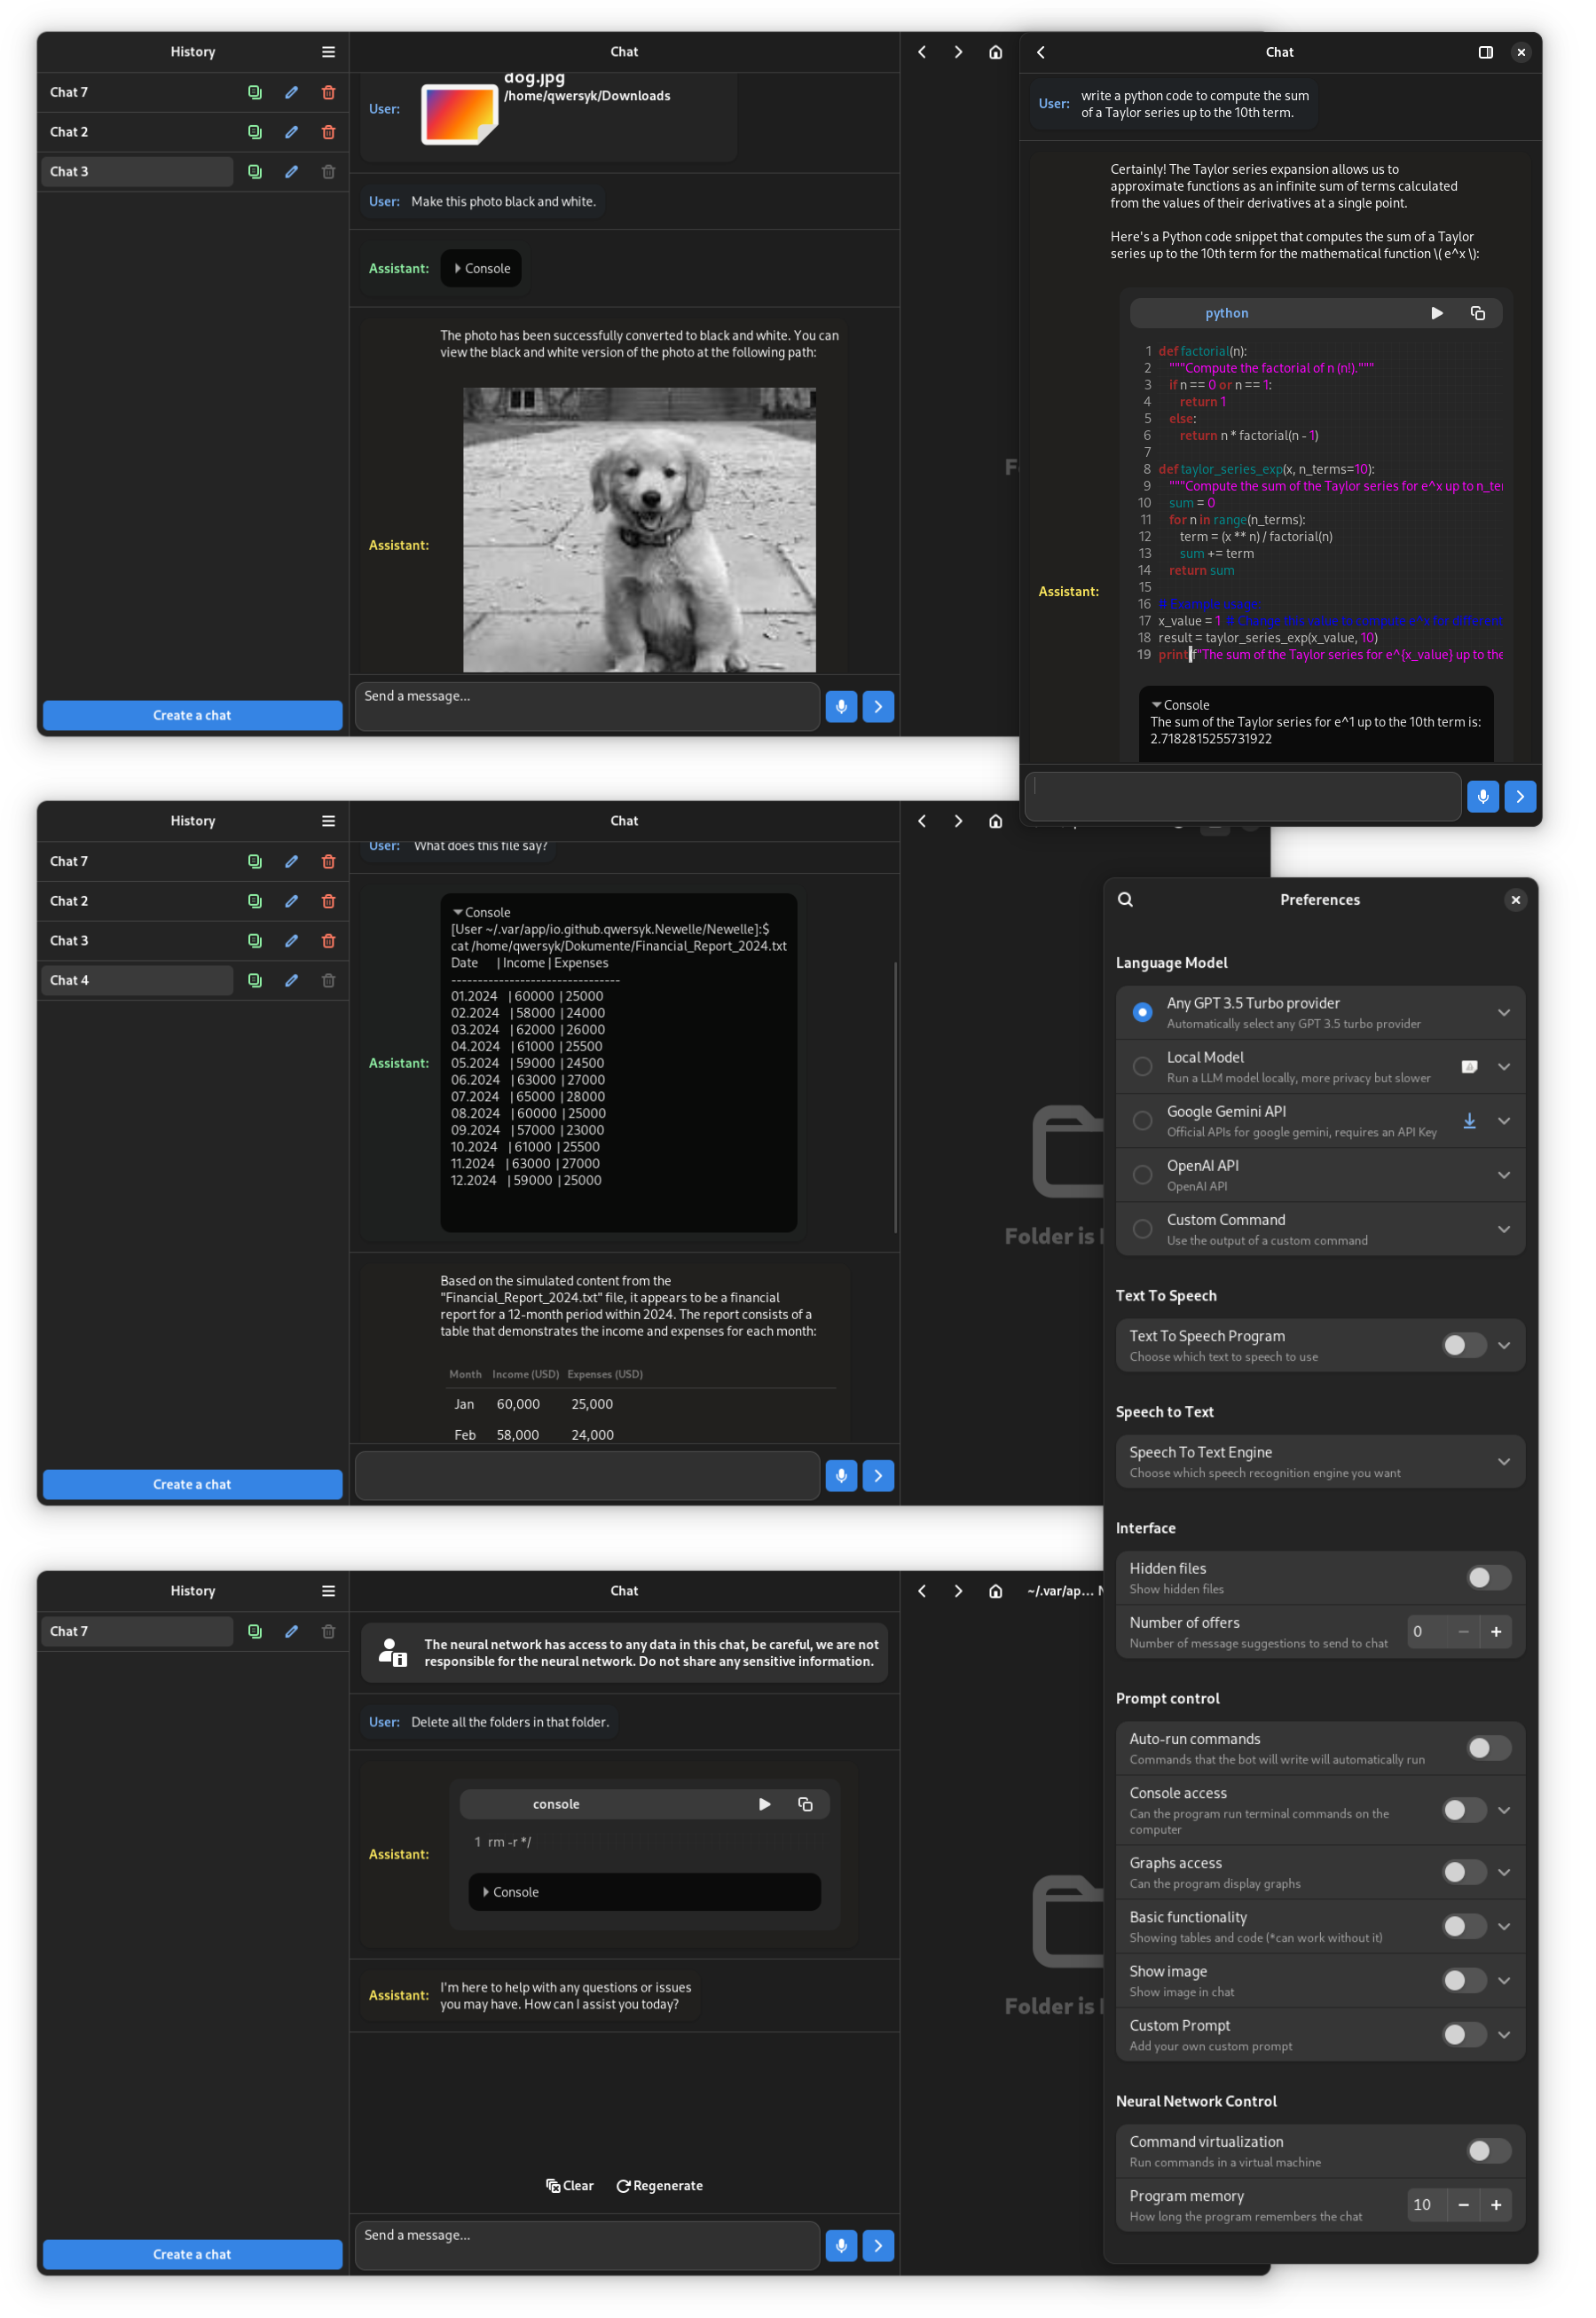 History
Chat
Chat 7
Chat 2
Chat 3
Create a chat
dog.jpg
User:
/home/qwersyk/Downloads
User: Make this photo black and white.
Assistant: Console
The photo has been successfully converted to black and white. You can
view the black and white version of the photo at the following path:
Assistant:
Send a message...
Chat
User: write a python code to compute the sum
of a Taylor series up to the 10th term.
Certainly! The Taylor series expansion allows us to
approximate functions as an infinite sum of terms calculated
from the values of their derivatives at a single point.
Here's a Python code snippet that computes the sum of a Taylor
series up to the 10th term for the mathematical function \( e^x \):
python
1 def factorial(n):
2 """Compute the factorial of n (n!)."""
3 if n == 0 or n == 1:
4 return 1
5 else:
6 return n * factorial(n - 1)
7
8 def taylor_series_exp(x, n_terms=10):
9 """Compute the sum of the Taylor series for e^x up to n_ter
10 sum = 0
11 for n in range(n_terms):
12 term = (x ** n) / factorial(n)
13 sum += term
14 return sum
15
16 # Example usage:
17 x_value = 1 # Change this value to compute e^x for different
18 result = taylor_series_exp(x_value, 10)
19 print f"The sum of the Taylor series for e^{x_value} up to the
Assistant:
Console
The sum of the Taylor series for e^1 up to the 10th term is:
2.7182815255731922
History
Chat
Chat 7
Chat 2
Chat 3
Chat 4
Create a chat
User: What does this file say?
Assistant:
Console
[User ~/.var/app/io.github.qwersyk.Newelle/Newelle]:$
cat /home/qwersyk/Dokumente/Financial_Report_2024.txt
Date | Income | Expenses
--------------------------------
01.2024 | 60000 | 25000
02.2024 | 58000 | 24000
03.2024 | 62000 | 26000
04.2024 | 61000 | 25500
05.2024 | 59000 | 24500
06.2024 | 63000 | 27000
07.2024 | 65000 | 28000
08.2024 | 60000 | 25000
09.2024 | 57000 | 23000
10.2024 | 61000 | 25500
11.2024 | 63000 | 27000
12.2024 | 59000 | 25000
Based on the simulated content from the
"Financial_Report_2024.txt" file, it appears to be a financial
report for a 12-month period within 2024. The report consists of a
table that demonstrates the income and expenses for each month:
Month Income (USD) Expenses (USD)
Jan 60,000 25,000
Feb 58,000 24,000
Folder is
Preferences
Language Model
Any GPT 3.5 Turbo provider
Automatically select any GPT 3.5 turbo provider
Local Model
Run a LLM model locally, more privacy but slower
Google Gemini API
Official APIs for google gemini, requires an API Key
OpenAI API
OpenAI API
Custom Command
Use the output of a custom command
Text To Speech
Text To Speech Program
Choose which text to speech to use
Speech to Text
Speech To Text Engine
Choose which speech recognition engine you want
Interface
Hidden files
Show hidden files
Number of offers
Number of message suggestions to send to chat
0
Prompt control
Auto-run commands
Commands that the bot will write will automatically run
Console access
Can the program run terminal commands on the
computer
Graphs access
Can the program display graphs
Basic functionality
Showing tables and code (*can work without it)
Show image
Show image in chat
Custom Prompt
Add your own custom prompt
Neural Network Control
Command virtualization
Run commands in a virtual machine
Program memory
How long the program remembers the chat
10
History
Chat
~/.var/ap... N
Chat 7
Create a chat
The neural network has access to any data in this chat, be careful, we are not
responsible for the neural network. Do not share any sensitive information.
User: Delete all the folders in that folder.
Assistant:
console
1 rm -r */
Console
Assistant: I'm here to help with any questions or issues
you may have. How can I assist you today?
Folder is
Clear Regenerate
Send a message...